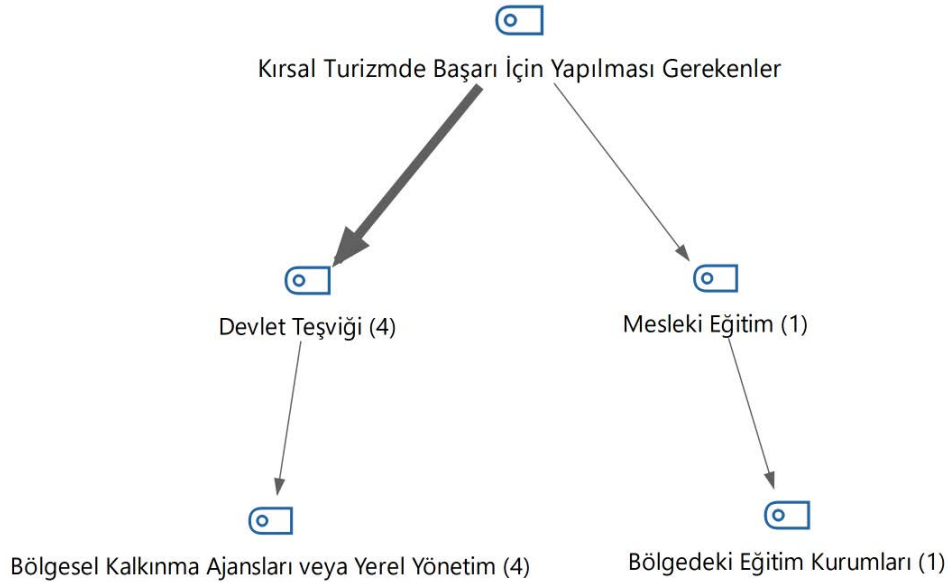 Kırsal Turizmde Başarı İçin Yapılması Gerekenler
Devlet Teşviği (4)
Mesleki Eğitim (1)
Bölgesel Kalkınma Ajansları veya Yerel Yönetim (4)
Bölgedeki Eğitim Kurumları (1)